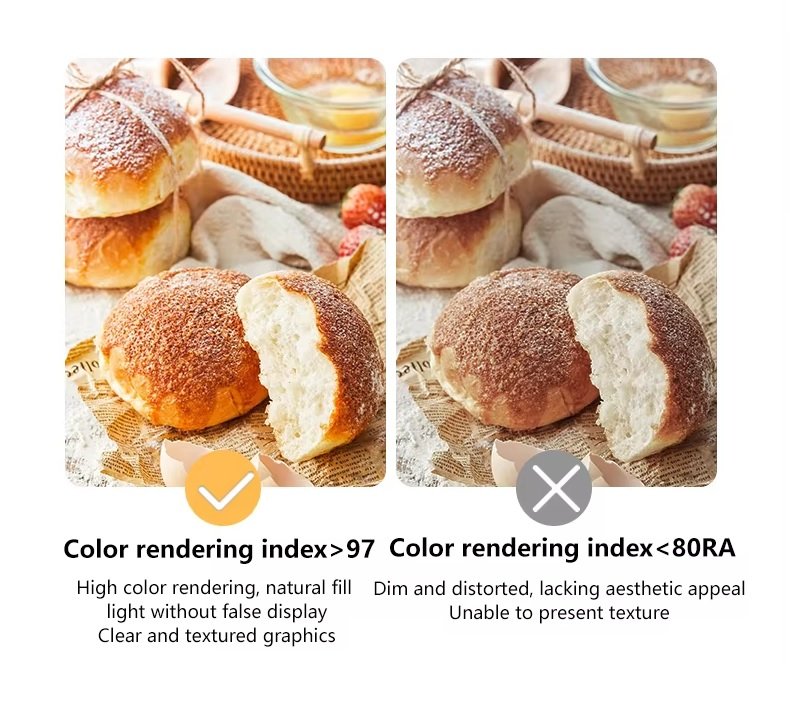 Color rendering index>97
High color rendering, natural fill
light without false display
Clear and textured graphics
Color rendering index<80RA
Dim and distorted, lacking aesthetic appeal
Unable to present texture